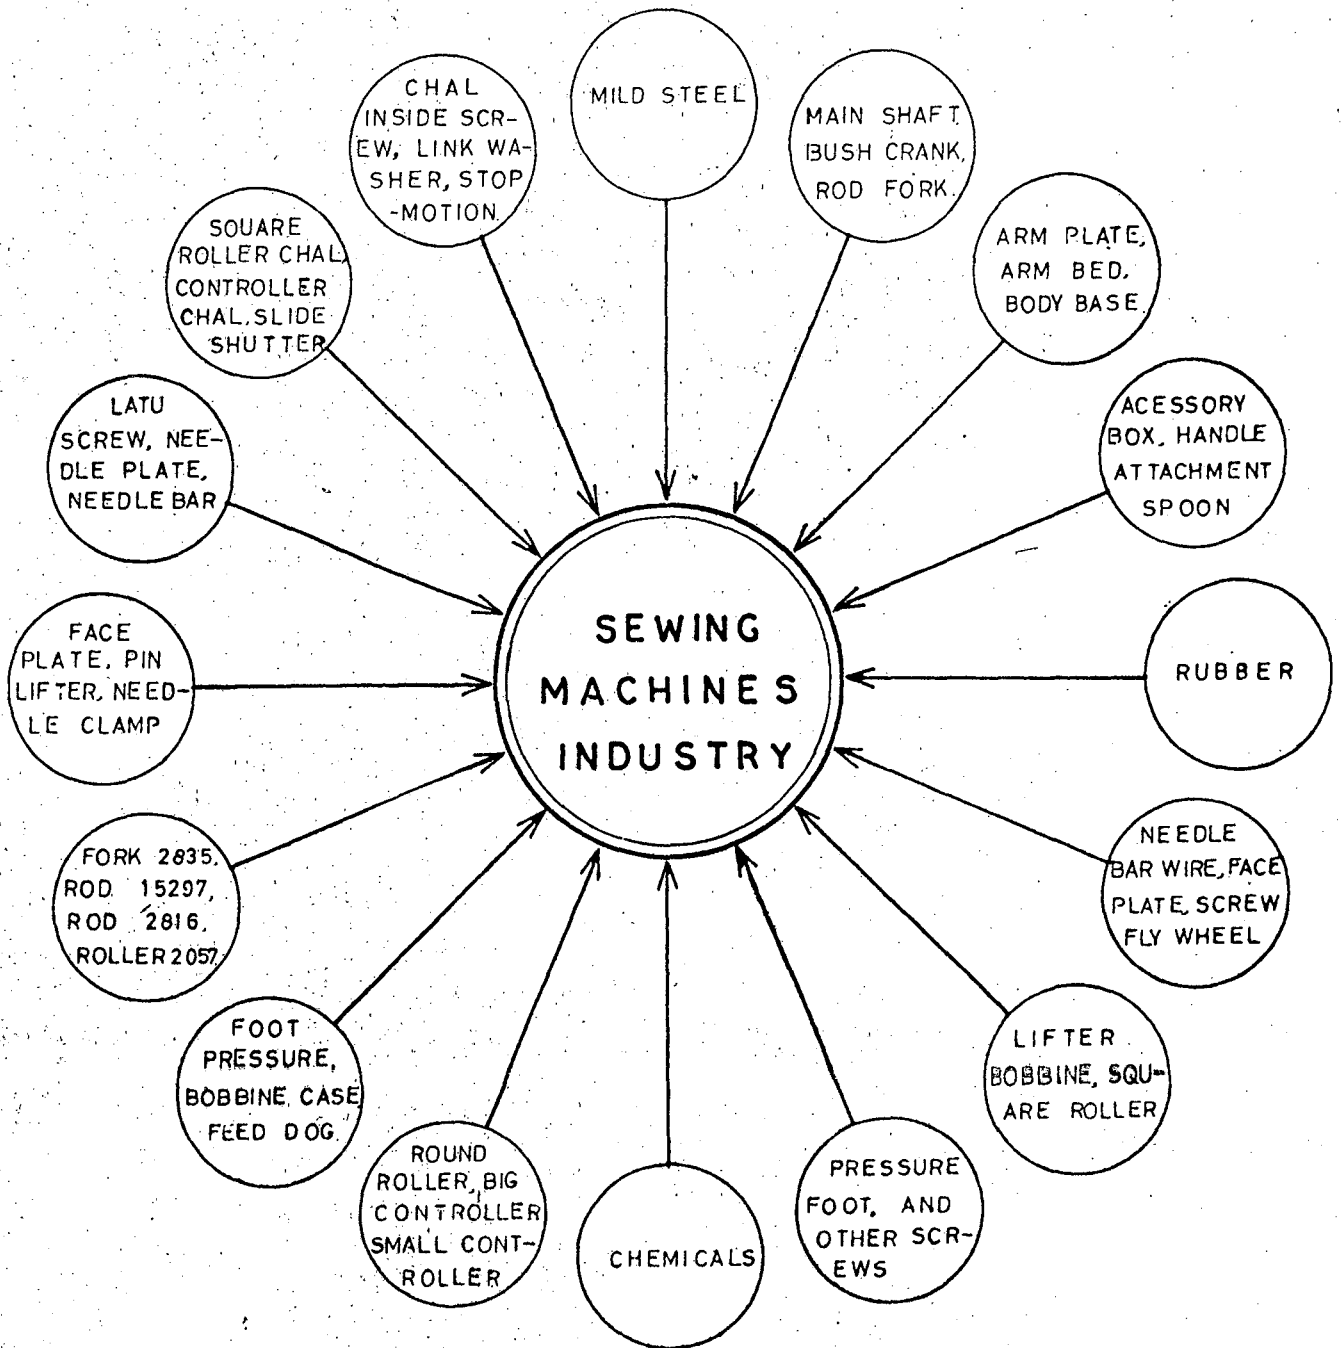 MILD STEEL
MAIN SHAFT,
BUSH CRANK,
ROD FORK.
ARM PLATE,
ARM BED,
BODY BASE
ACESSORY
BOX, HANDLE
ATTACHMENT
SPOON
RUBBER
NEEDLE
BAR WIRE, FACE
PLATE, SCREW
FLY WHEEL
LIFTER
BOBBINE, SQU-
ARE ROLLER
PRESSURE
FOOT, AND
OTHER SCR-
EWS
CHEMICALS
ROUND
ROLLER, BIG
CONTROLLER
SMALL CONT-
ROLLER
FOOT
PRESSURE,
BOBBINE, CASE,
FEED DOG.
FORK 2835,
ROD 15297,
ROD 2816,
ROLLER 2057
FACE
PLATE, PIN
LIFTER, NEED-
LE CLAMP
LATU
SCREW, NEE-
DLE PLATE,
NEEDLE BAR
SOUARE
ROLLER CHAL,
CONTROLLER
CHAL, SLIDE
SHUTTER
CHAL
INSIDE SCR-
EW, LINK WA-
SHER, STOP
-MOTION
SEWING
MACHINES
INDUSTRY